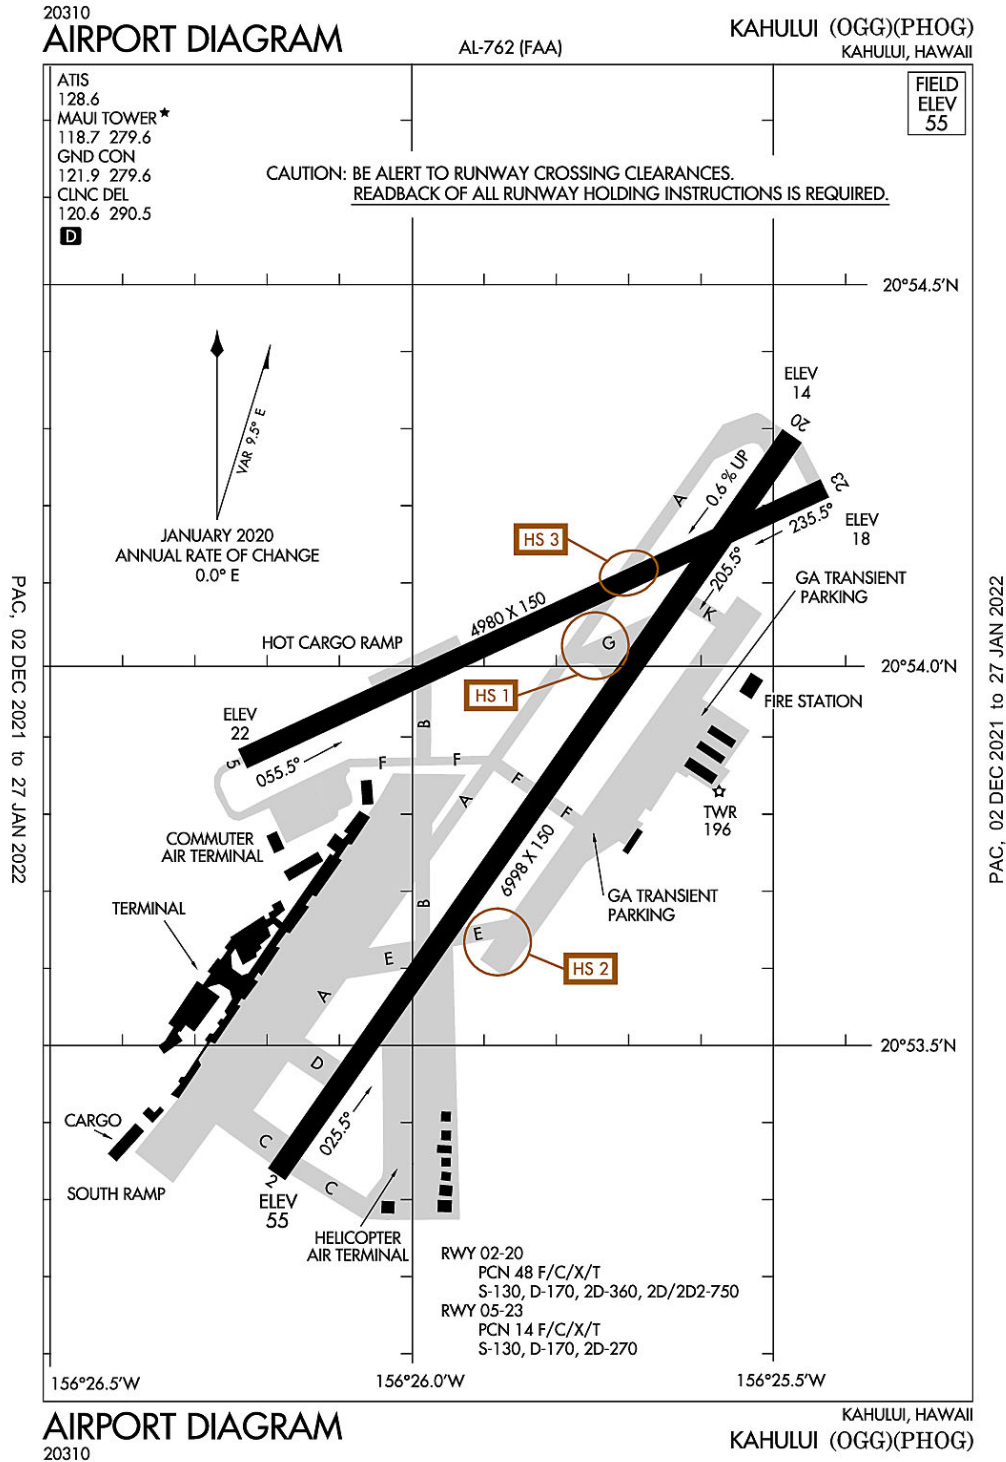 20310
AIRPORT DIAGRAM
AL-762 (FAA)
KAHULUI (OGG)(PHOG)
KAHULUI, HAWAII
ATIS
128.6
MAUI TOWER★
118.7 279.6
GND CON
121.9 279.6
CLNC DEL
120.6 290.5
D
FIELD
ELEV
55
CAUTION: BE ALERT TO RUNWAY CROSSING CLEARANCES.
READBACK OF ALL RUNWAY HOLDING INSTRUCTIONS IS REQUIRED.
20°54.5'N
VAR 9.5° E
JANUARY 2020
ANNUAL RATE OF CHANGE
0.0° E
ELEV
14
20
0.6% UP
A
23
235.5°
ELEV
18
HS 3
205.5°
GA TRANSIENT
PARKING
K
4980 X 150
HOT CARGO RAMP
G
20°54.0'N
HS 1
FIRE STATION
ELEV
22
B
5
055.5°
F
F
F
F
A
TWR
196
COMMUTER
AIR TERMINAL
6998 X 150
GA TRANSIENT
PARKING
TERMINAL
B
E
E
HS 2
A
20°53.5'N
D
CARGO
025.5°
C
C
SOUTH RAMP
2
ELEV
55
HELICOPTER
AIR TERMINAL
RWY 02-20
PCN 48 F/C/X/T
S-130, D-170, 2D-360, 2D/2D2-750
RWY 05-23
PCN 14 F/C/X/T
S-130, D-170, 2D-270
156°26.5'W
156°26.0'W
156°25.5'W
PAC, 02 DEC 2021 to 27 JAN 2022
PAC, 02 DEC 2021 to 27 JAN 2022
AIRPORT DIAGRAM
20310
KAHULUI, HAWAII
KAHULUI (OGG)(PHOG)